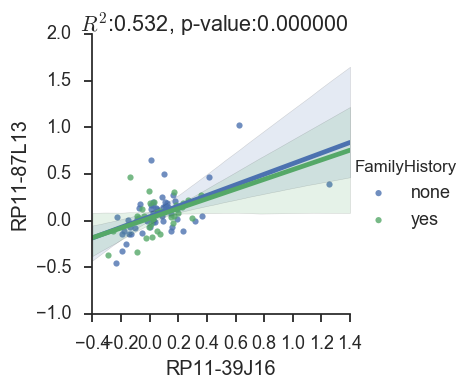 R²:0.532, p-value:0.000000
2.0
1.5
1.0
0.5
0.0
−0.5
−1.0
RP11-87L13
−0.4−0.20.0 0.2 0.4 0.6 0.8 1.0 1.2 1.4
RP11-39J16
FamilyHistory
none
yes